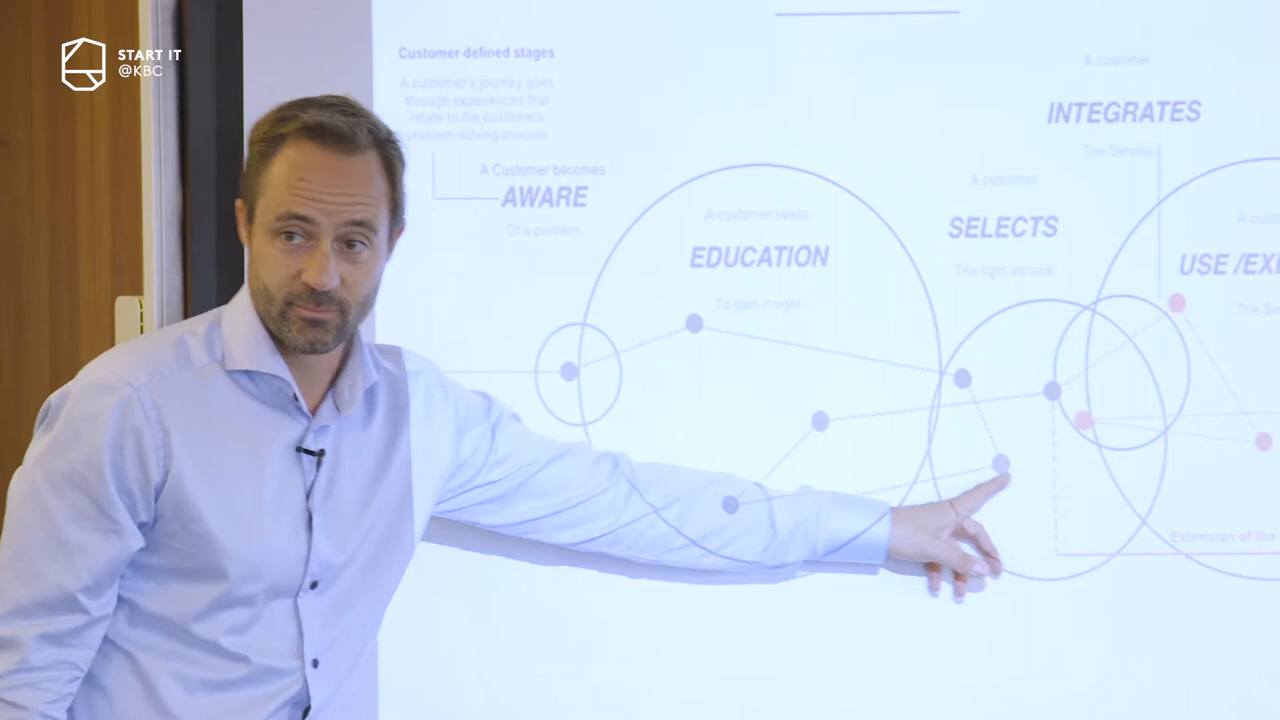 START IT
@KBC
Customer defined stages
A customer's journey goes
through experiences that
relate to the customers
problem solving process
A Customer becomes
AWARE
Of a problem
A customer seeks
EDUCATION
To gain insight
A customer
SELECTS
The right service
A customer
INTEGRATES
The Service
USE /EX
Extension of the